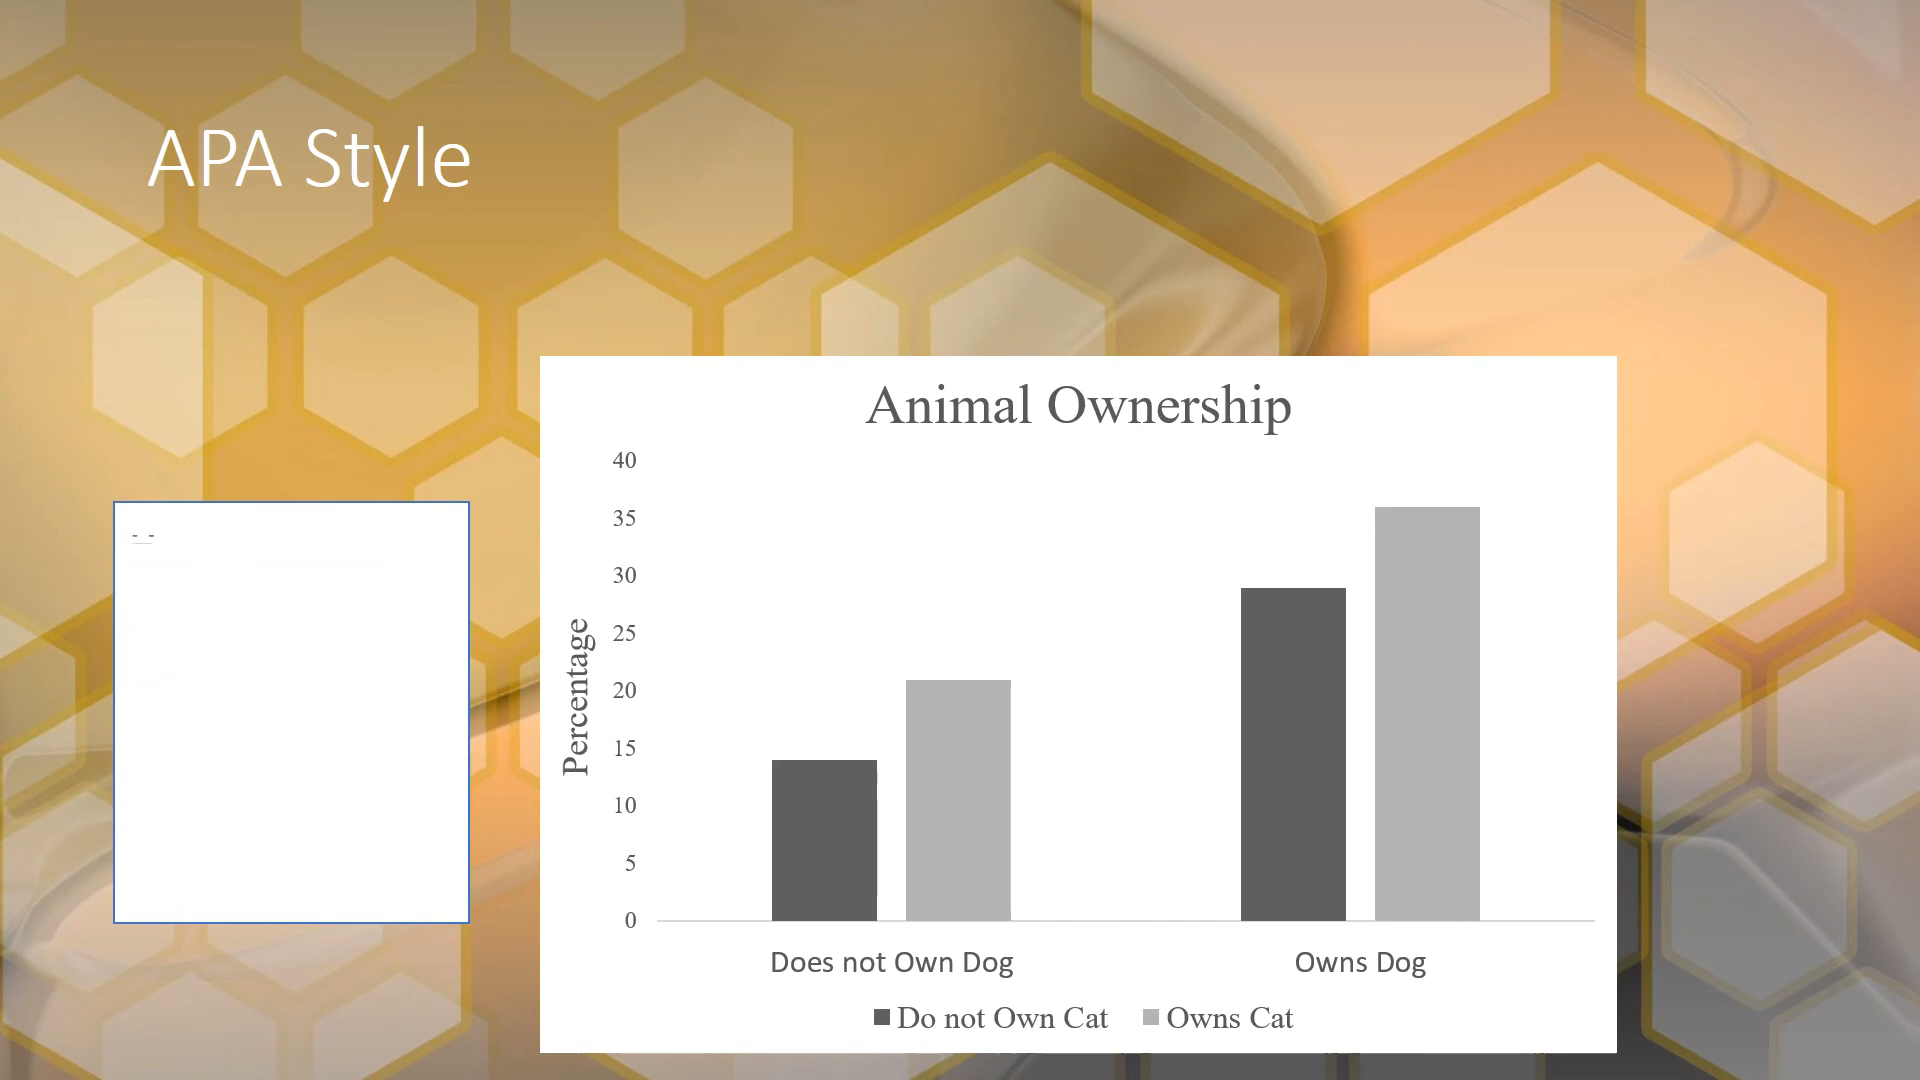 APA Style
- -
Animal Ownership
40
35
30
25
20
15
10
5
0
Percentage
Does not Own Dog
Owns Dog
Do not Own Cat
Owns Cat